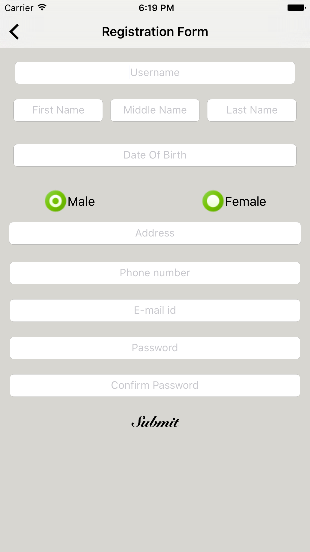 Carrier 6:19 PM
Registration Form
Username
First Name Middle Name Last Name
Date Of Birth
Male Female
Address
Phone number
E-mail id
Password
Confirm Password
Submit